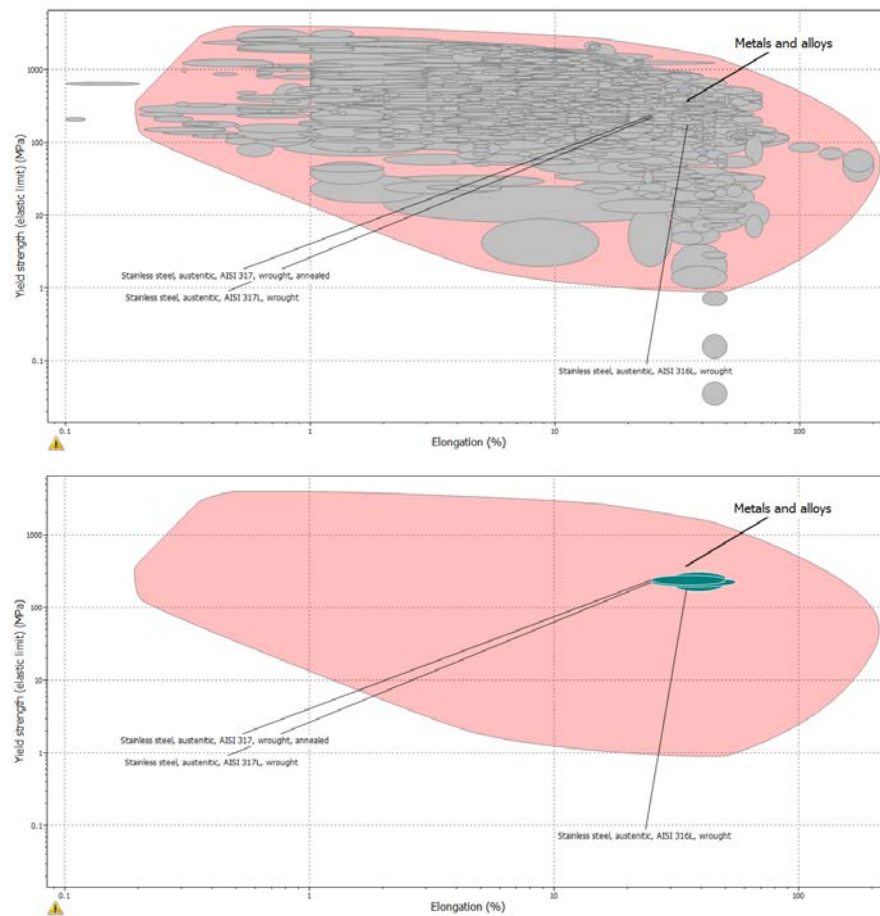 Metals and alloys
1000
100
10
1
0.1
Yield strength (elastic limit) (MPa)
Stainless steel, austenitic, AISI 317, wrought, annealed
Stainless steel, austenitic, AISI 317L, wrought
Stainless steel, austenitic, AISI 316L, wrought
0.1
1
10
100
Elongation (%)
Metals and alloys
1000
100
10
1
0.1
Yield strength (elastic limit) (MPa)
Stainless steel, austenitic, AISI 317, wrought, annealed
Stainless steel, austenitic, AISI 317L, wrought
Stainless steel, austenitic, AISI 316L, wrought
0.1
1
10
100
Elongation (%)